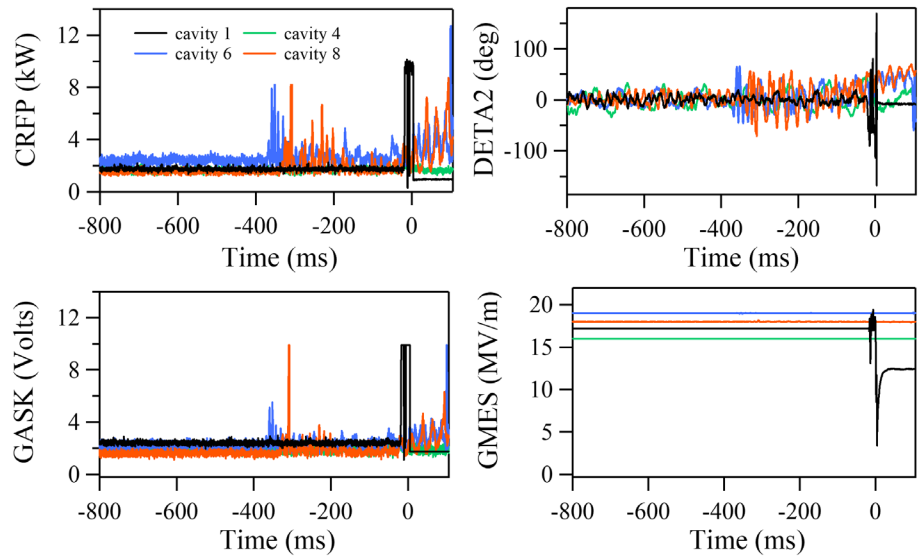 CRFP (kW)
12
8
4
0
cavity 1
cavity 4
cavity 6
cavity 8
-800 -600 -400 -200 0
Time (ms)
DETA2 (deg)
100
0
-100
-800 -600 -400 -200 0
Time (ms)
GASK (Volts)
12
8
4
0
-800 -600 -400 -200 0
Time (ms)
GMES (MV/m)
20
15
10
5
0
-800 -600 -400 -200 0
Time (ms)